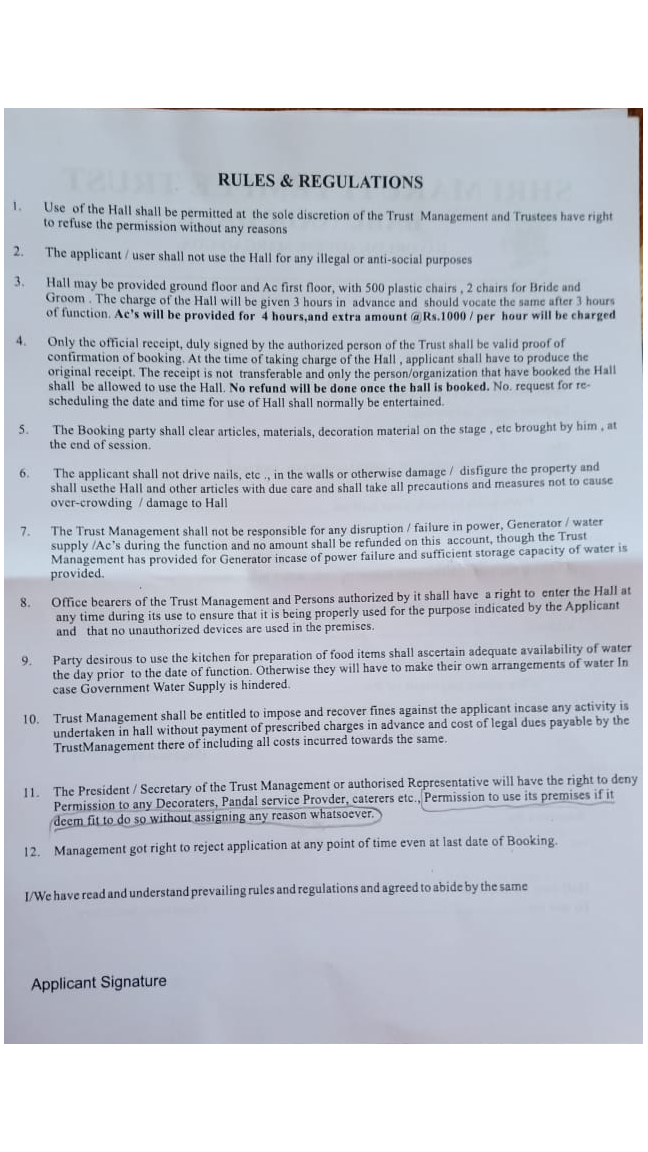 RULES & REGULATIONS
1. Use of the Hall shall be permitted at the sole discretion of the Trust Management and Trustees have right
to refuse the permission without any reasons
2. The applicant / user shall not use the Hall for any illegal or anti-social purposes
3. Hall may be provided ground floor and Ac first floor, with 500 plastic chairs , 2 chairs for Bride and
Groom . The charge of the Hall will be given 3 hours in advance and should vocate the same after 3 hours
of function. Ac's will be provided for 4 hours,and extra amount @Rs.1000 / per hour will be charged
4. Only the official receipt, duly signed by the authorized person of the Trust shall be valid proof of
confirmation of booking. At the time of taking charge of the Hall , applicant shall have to produce the
original receipt. The receipt is not transferable and only the person/organization that have booked the Hall
shall be allowed to use the Hall. No refund will be done once the hall is booked. No. request for re-
scheduling the date and time for use of Hall shall normally be entertained.
5. The Booking party shall clear articles, materials, decoration material on the stage , etc brought by him , at
the end of session.
6. The applicant shall not drive nails, etc ., in the walls or otherwise damage / disfigure the property and
shall usethe Hall and other articles with due care and shall take all precautions and measures not to cause
over-crowding / damage to Hall
7. The Trust Management shall not be responsible for any disruption / failure in power, Generator / water
supply /Ac's during the function and no amount shall be refunded on this account, though the Trust
Management has provided for Generator incase of power failure and sufficient storage capacity of water is
provided.
8. Office bearers of the Trust Management and Persons authorized by it shall have a right to enter the Hall at
any time during its use to ensure that it is being properly used for the purpose indicated by the Applicant
and that no unauthorized devices are used in the premises.
9. Party desirous to use the kitchen for preparation of food items shall ascertain adequate availability of water
the day prior to the date of function. Otherwise they will have to make their own arrangements of water In
case Government Water Supply is hindered.
10. Trust Management shall be entitled to impose and recover fines against the applicant incase any activity is
undertaken in hall without payment of prescribed charges in advance and cost of legal dues payable by the
TrustManagement there of including all costs incurred towards the same.
11. The President / Secretary of the Trust Management or authorised Representative will have the right to deny
Permission to any Decoraters, Pandal service Provder, caterers etc., Permission to use its premises if it
deem fit to do so without assigning any reason whatsoever.
12. Management got right to reject application at any point of time even at last date of Booking.
I/We have read and understand prevailing rules and regulations and agreed to abide by the same
Applicant Signature